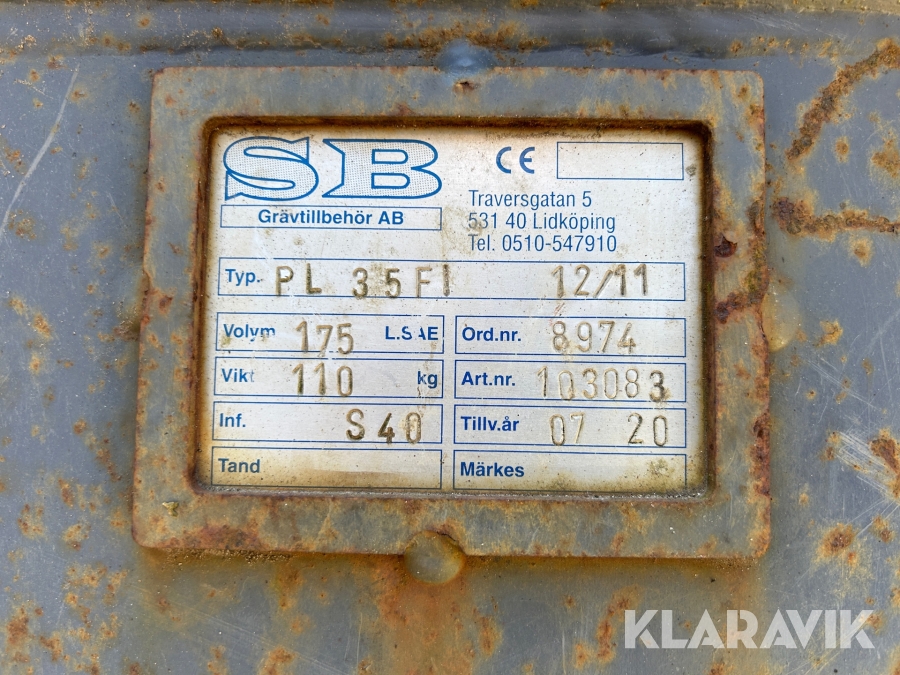 SB
Grävtillbehör AB
CE
Traversgatan 5
531 40 Lidköping
Tel. 0510-547910
Typ. PL 35FI 12/11
Volym 175 L.SAE
Ord.nr. 8974
Vikt 110 kg
Art.nr. 103083
Inf. S40
Tillv.år 07 20
Tand
Märkes
KLARAVIK